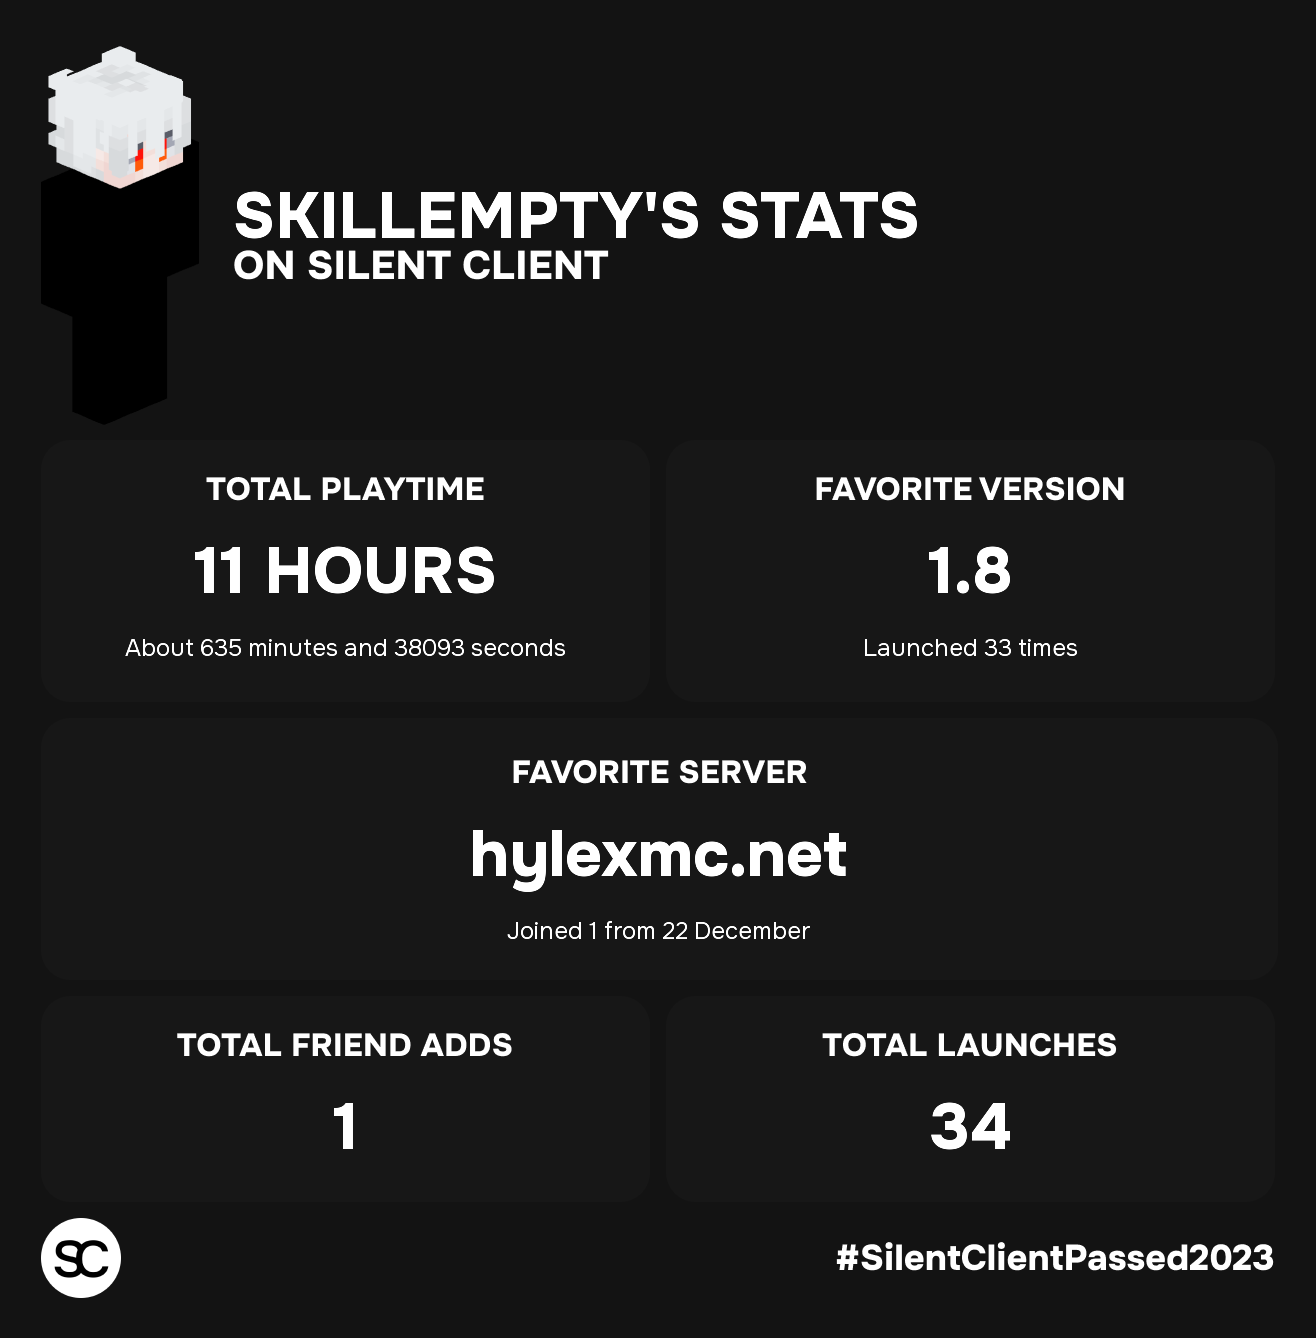 SKILLEMPTY'S STATS
ON SILENT CLIENT
TOTAL PLAYTIME
11 HOURS
About 635 minutes and 38093 seconds
FAVORITE VERSION
1.8
Launched 33 times
FAVORITE SERVER
hylexmc.net
Joined 1 from 22 December
TOTAL FRIEND ADDS
1
TOTAL LAUNCHES
34
SC
#SilentClientPassed2023